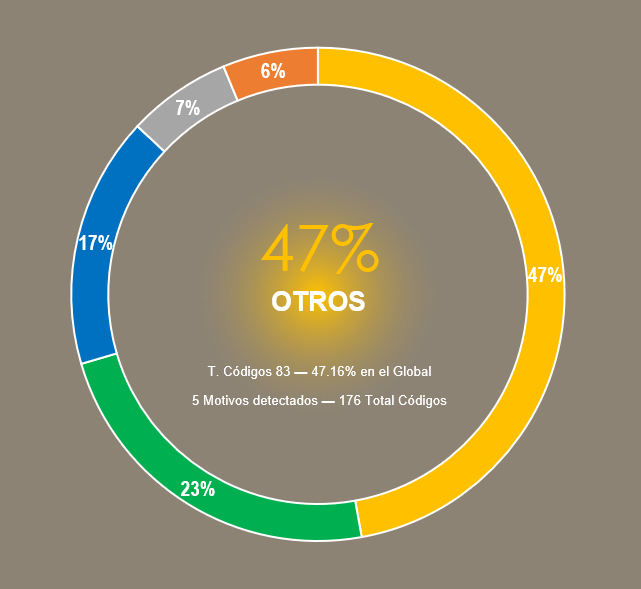 6%
7%
17%
47%
47%
OTROS
T. Códigos 83 — 47.16% en el Global
5 Motivos detectados — 176 Total Códigos
23%